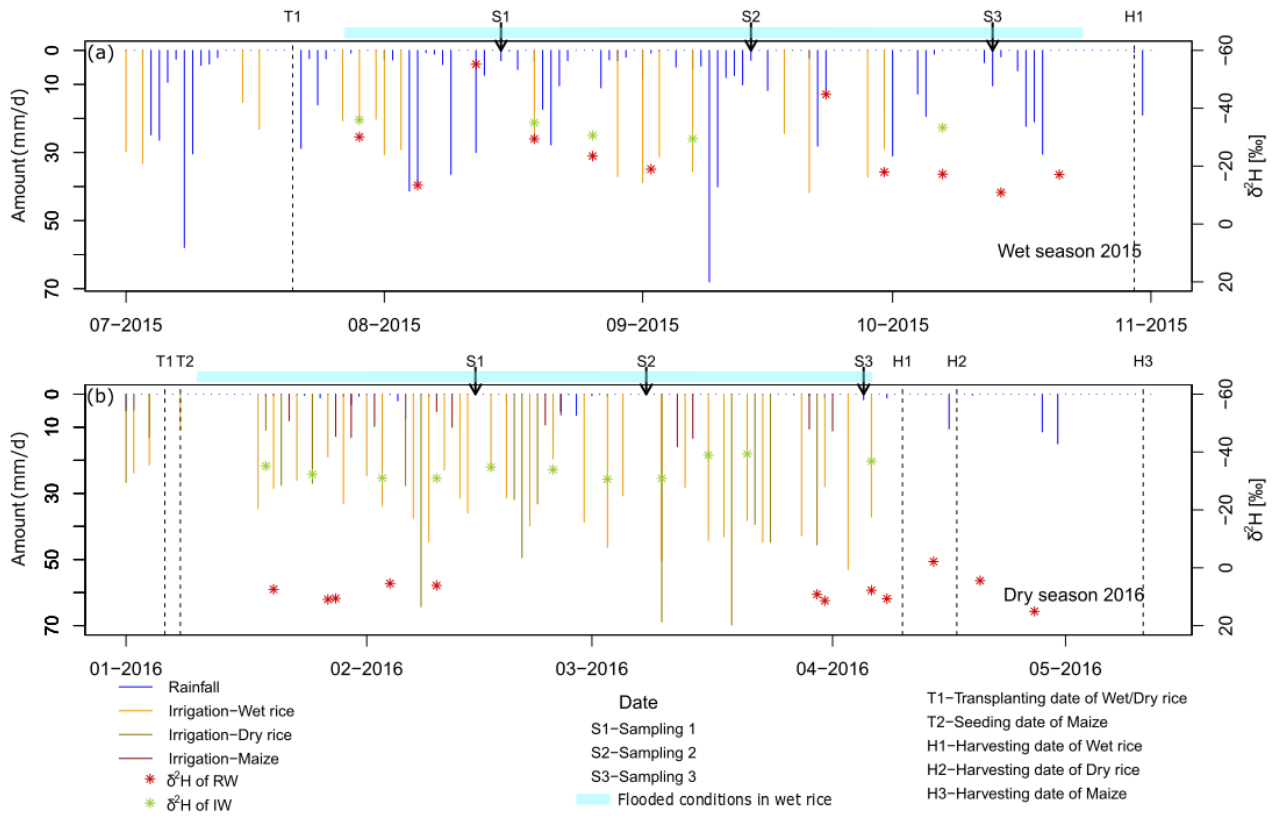 T1 S1 S2 S3 H1
(a)
0
10
30
50
70
Amount (mm/d)
−60
−40
−20
0
20
δ²H [‰]
Wet season 2015
07−2015 08−2015 09−2015 10−2015 11−2015
T1 T2 S1 S2 S3 H1 H2 H3
(b)
0
10
30
50
70
Amount (mm/d)
−60
−40
−20
0
20
δ²H [‰]
Dry season 2016
01−2016 02−2016 03−2016 04−2016 05−2016
Date
Rainfall
Irrigation−Wet rice
Irrigation−Dry rice
Irrigation−Maize
δ²H of RW
δ²H of IW
S1−Sampling 1
S2−Sampling 2
S3−Sampling 3
Flooded conditions in wet rice
T1−Transplanting date of Wet/Dry rice
T2−Seeding date of Maize
H1−Harvesting date of Wet rice
H2−Harvesting date of Dry rice
H3−Harvesting date of Maize